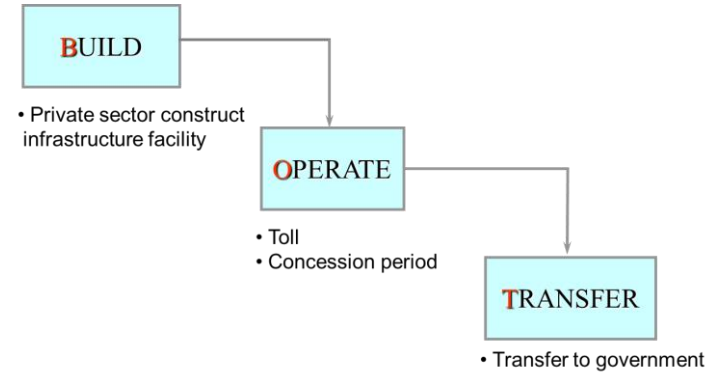 BUILD
• Private sector construct
infrastructure facility
OPERATE
• Toll
• Concession period
TRANSFER
• Transfer to government